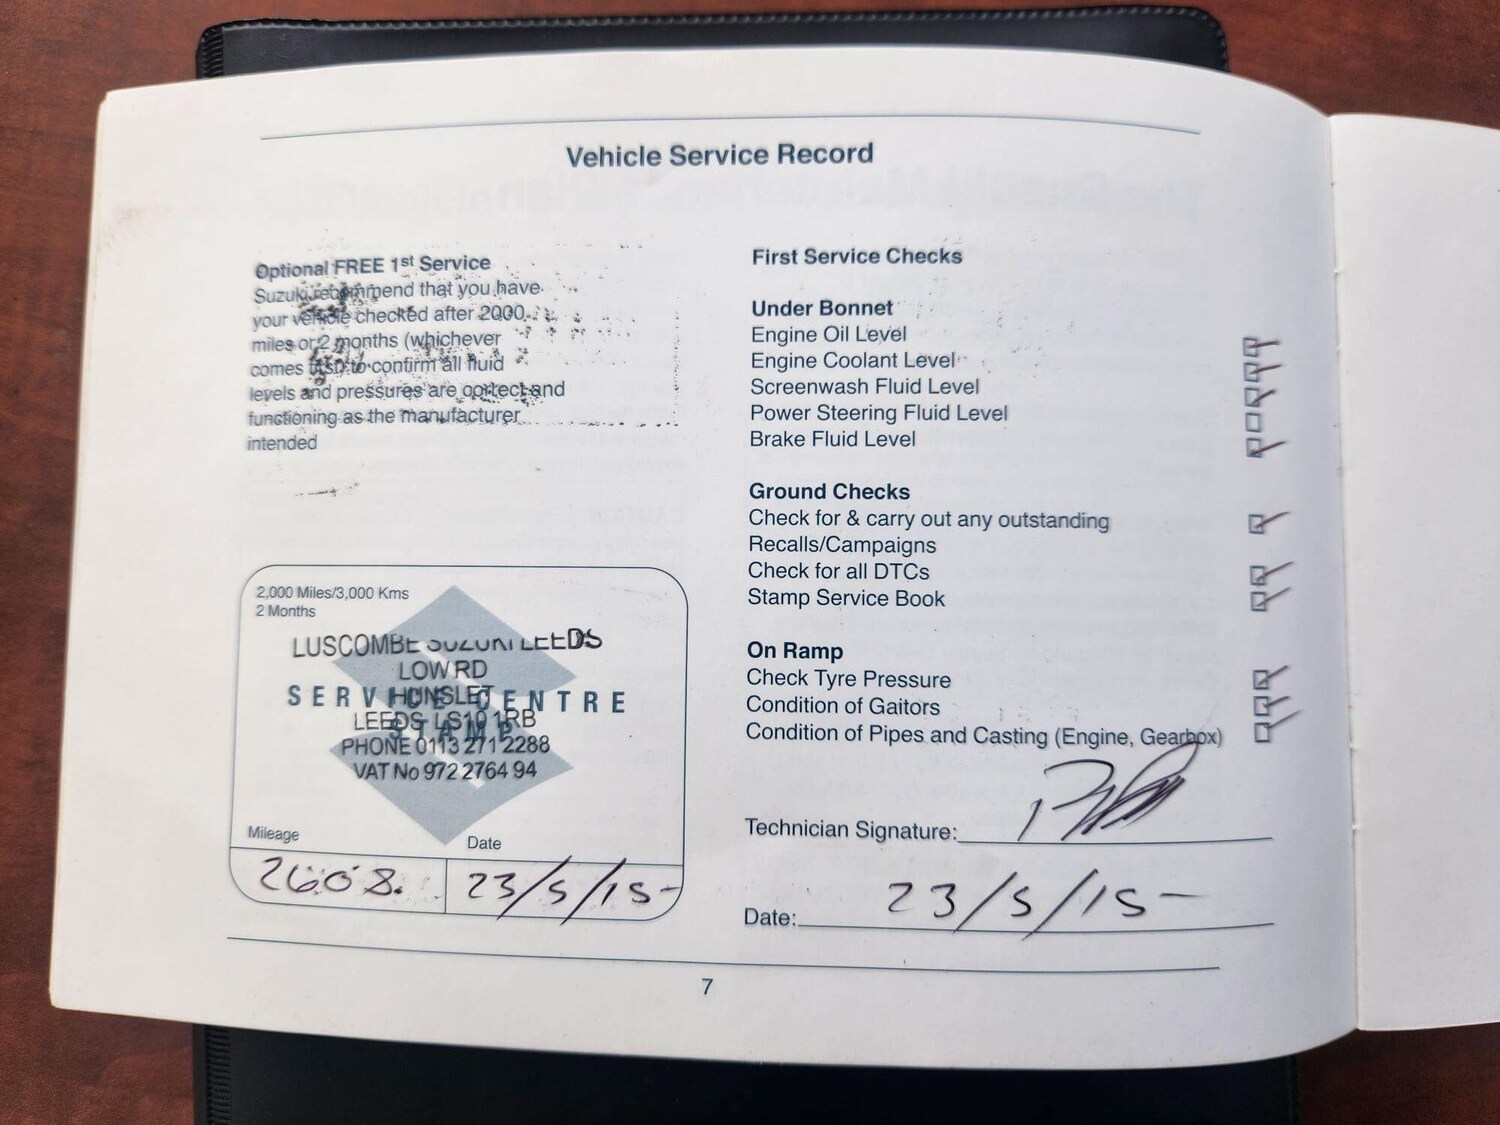 Vehicle Service Record
Optional FREE 1st Service
Suzuki recommend that you have
your vehicle checked after 2000
miles or 2 months (whichever
comes first) to confirm all fluid
levels and pressures are correct and
functioning as the manufacturer
intended
2,000 Miles/3,000 Kms
2 Months
LUSCOMBE SUZUKI LEEDS
LOW RD
HUNSLET
SERVICE CENTRE
LEEDS LS10 1RB
STAMP
PHONE 0113 271 2288
VAT No 972 2764 94
Mileage
Date
2608.
23/5/15-
First Service Checks
Under Bonnet
Engine Oil Level
Engine Coolant Level
Screenwash Fluid Level
Power Steering Fluid Level
Brake Fluid Level
Ground Checks
Check for & carry out any outstanding
Recalls/Campaigns
Check for all DTCs
Stamp Service Book
On Ramp
Check Tyre Pressure
Condition of Gaitors
Condition of Pipes and Casting (Engine, Gearbox)
Technician Signature:
Date: 23/5/15-
7